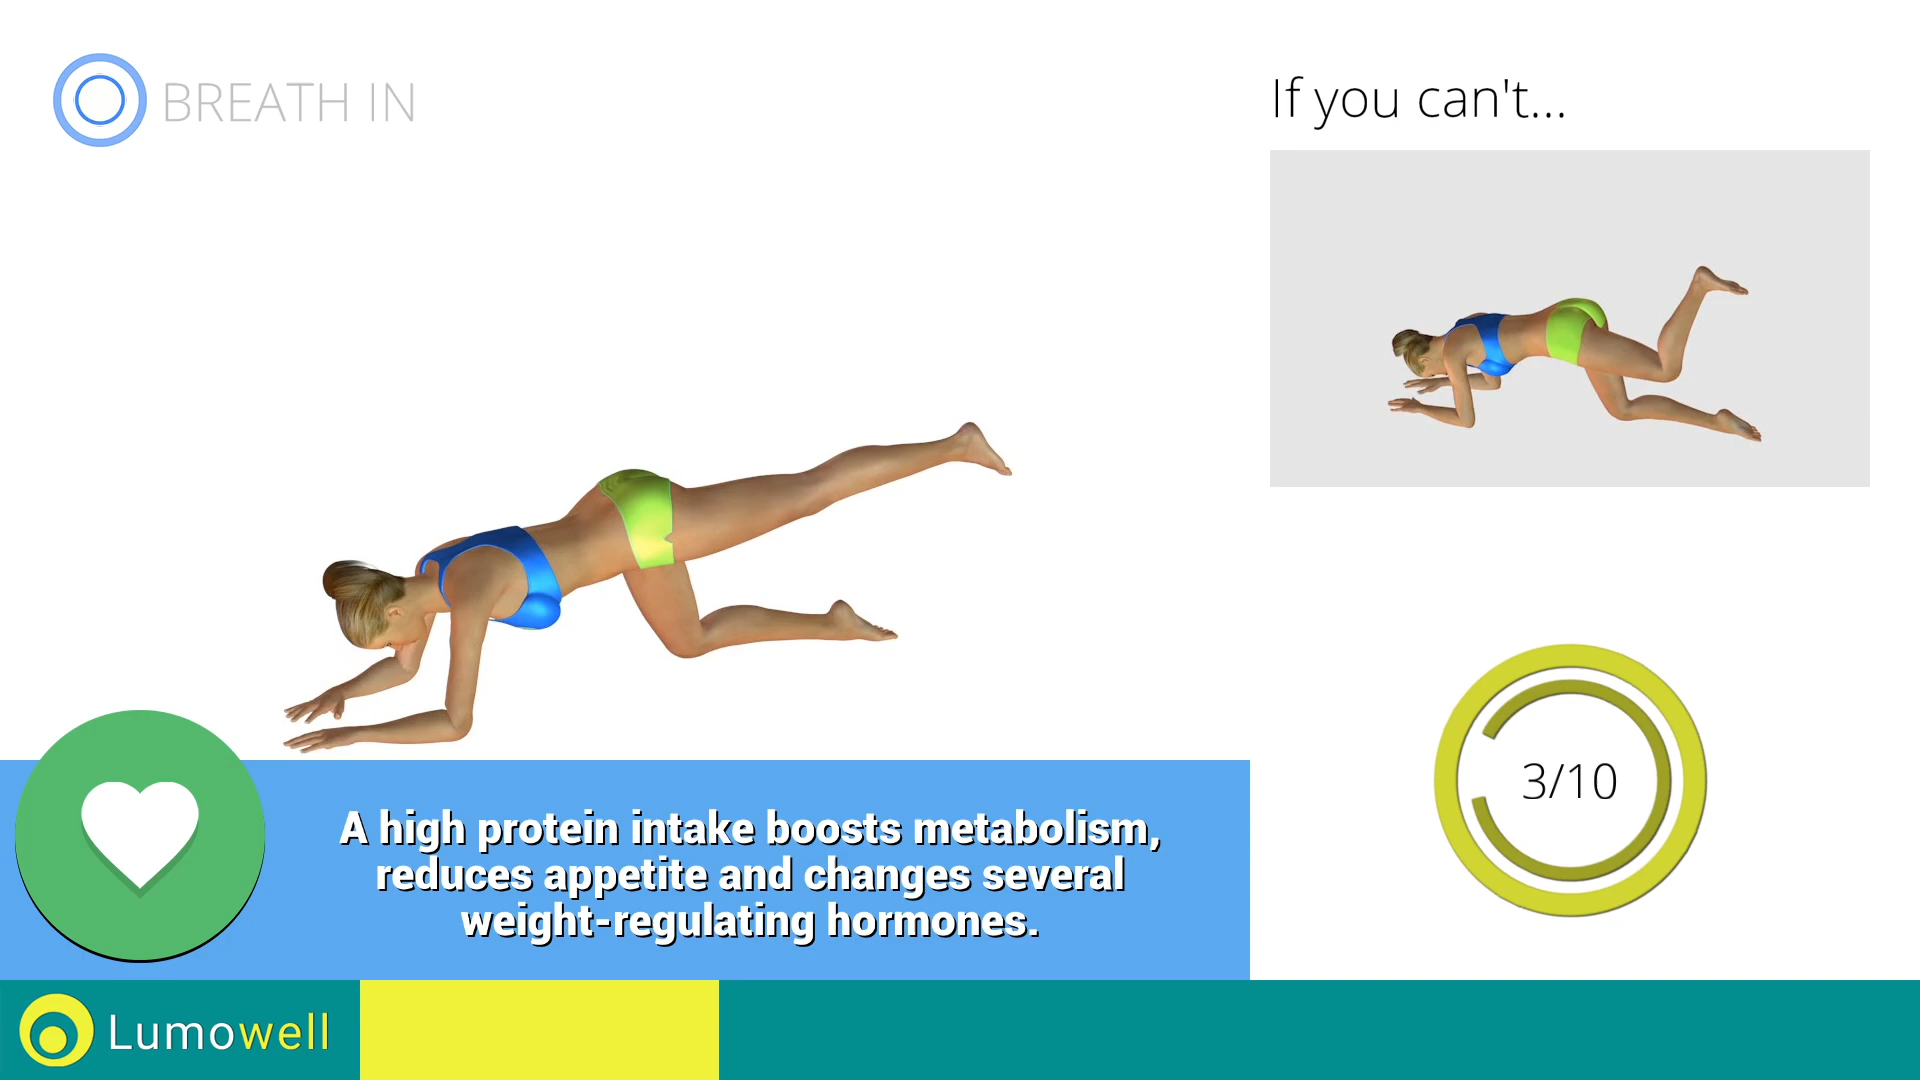 BREATH IN
If you can't...
3/10
A high protein intake boosts metabolism,
reduces appetite and changes several
weight-regulating hormones.
Lumowell